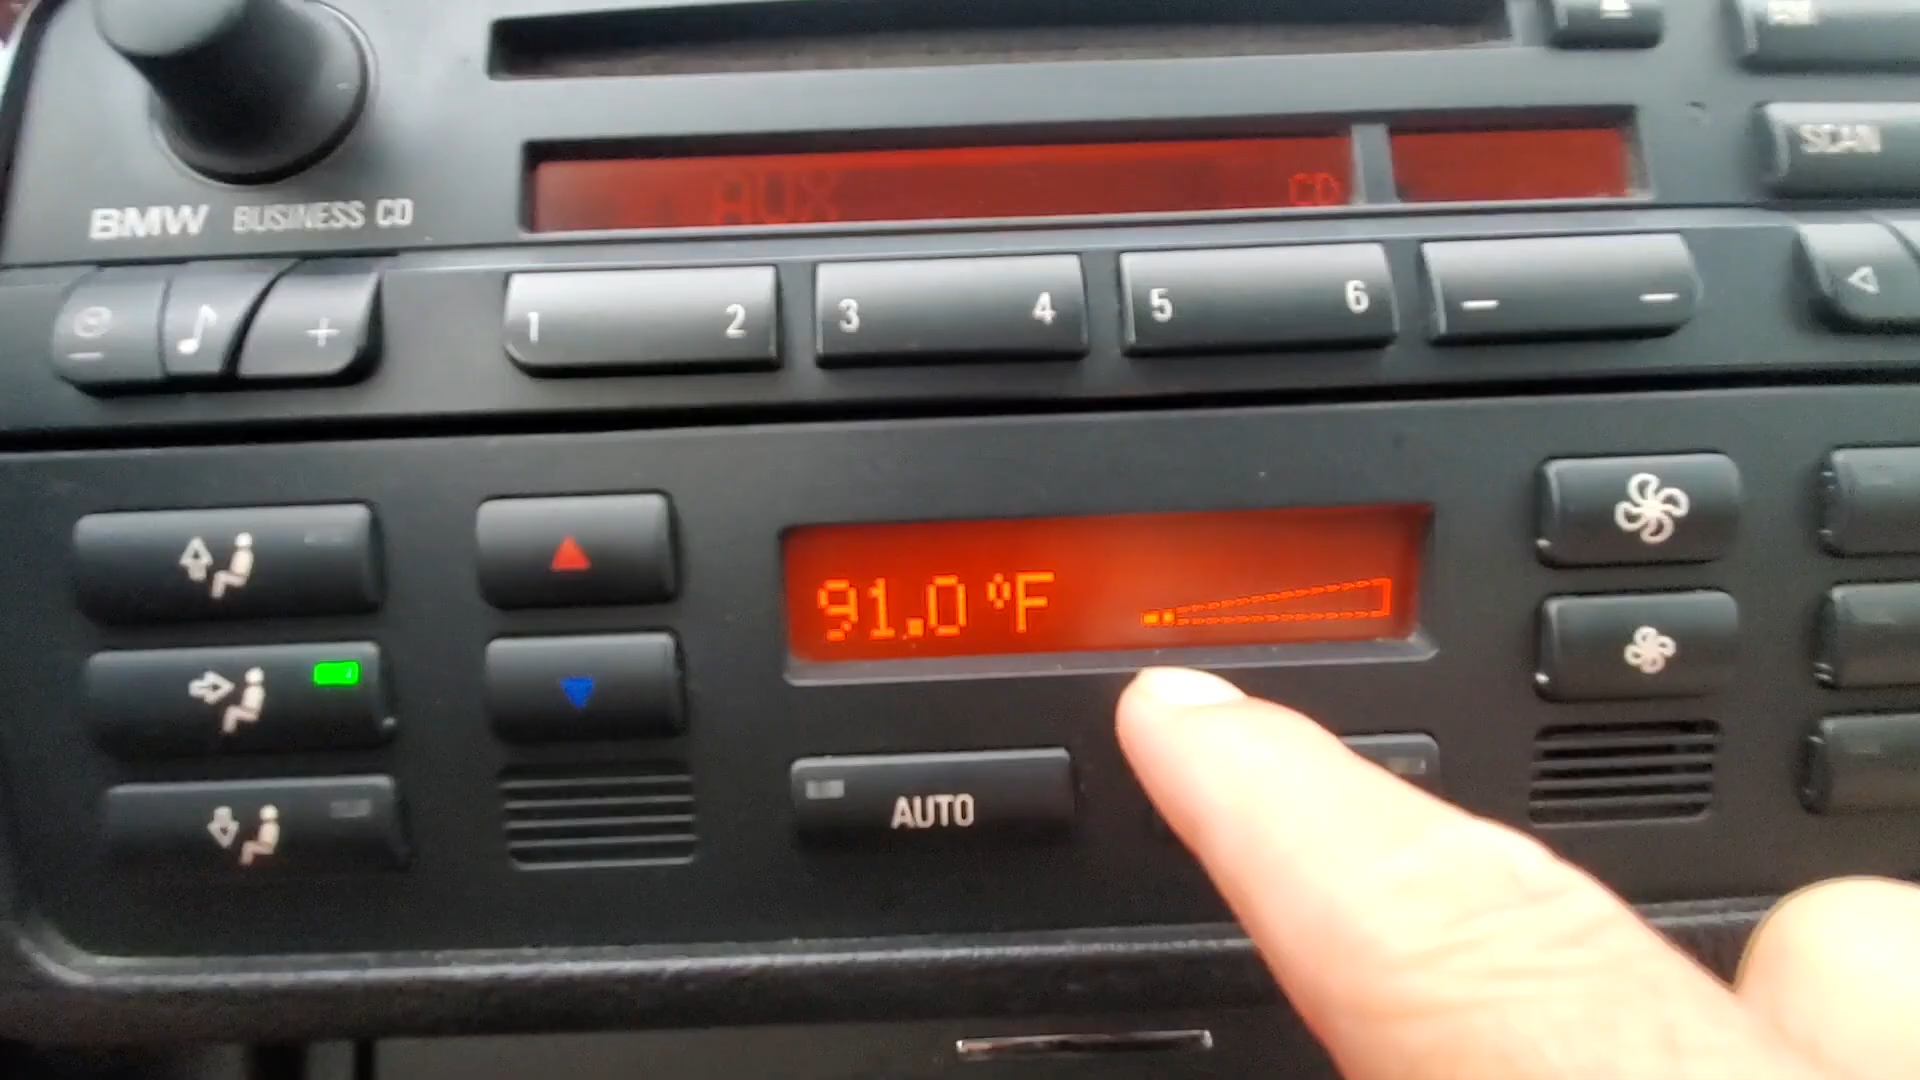 SCAN
AUX CD
BMW BUSINESS CD
+ 1 2 3 4 5 6 — —
91.0 °F
AUTO